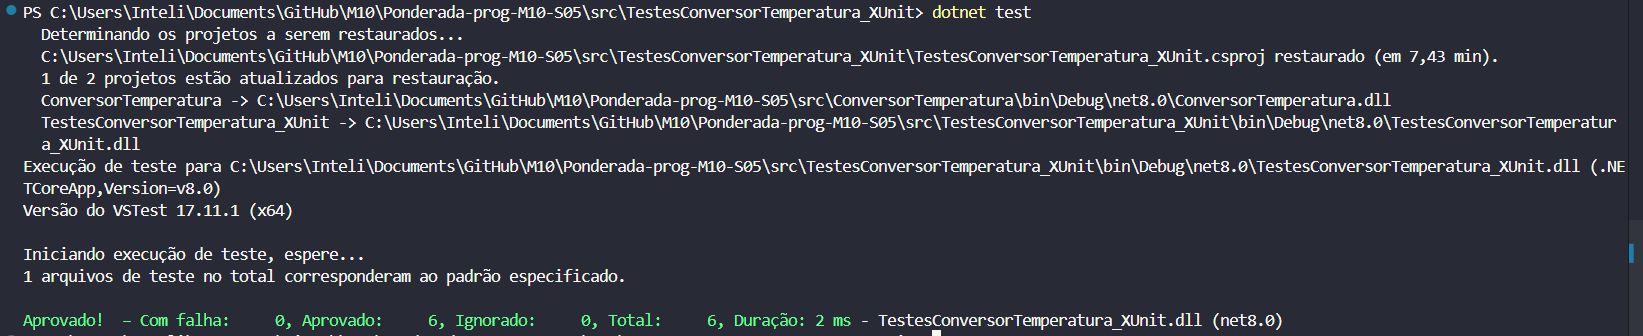 PS C:\Users\Inteli\Documents\GitHub\M10\Ponderada-prog-M10-S05\src\TestesConversorTemperatura_XUnit> dotnet test
Determinando os projetos a serem restaurados...
C:\Users\Inteli\Documents\GitHub\M10\Ponderada-prog-M10-S05\src\TestesConversorTemperatura_XUnit\TestesConversorTemperatura_XUnit.csproj restaurado (em 7,43 min).
1 de 2 projetos estão atualizados para restauração.
ConversorTemperatura -> C:\Users\Inteli\Documents\GitHub\M10\Ponderada-prog-M10-S05\src\ConversorTemperatura\bin\Debug\net8.0\ConversorTemperatura.dll
TestesConversorTemperatura_XUnit -> C:\Users\Inteli\Documents\GitHub\M10\Ponderada-prog-M10-S05\src\TestesConversorTemperatura_XUnit\bin\Debug\net8.0\TestesConversorTemperatur
a_XUnit.dll
Execução de teste para C:\Users\Inteli\Documents\GitHub\M10\Ponderada-prog-M10-S05\src\TestesConversorTemperatura_XUnit\bin\Debug\net8.0\TestesConversorTemperatura_XUnit.dll (.NE
TCoreApp,Version=v8.0)
Versão do VSTest 17.11.1 (x64)
Iniciando execução de teste, espere...
1 arquivos de teste no total corresponderam ao padrão especificado.
Aprovado!  – Com falha:     0, Aprovado:     6, Ignorado:     0, Total:     6, Duração: 2 ms - TestesConversorTemperatura_XUnit.dll (net8.0)